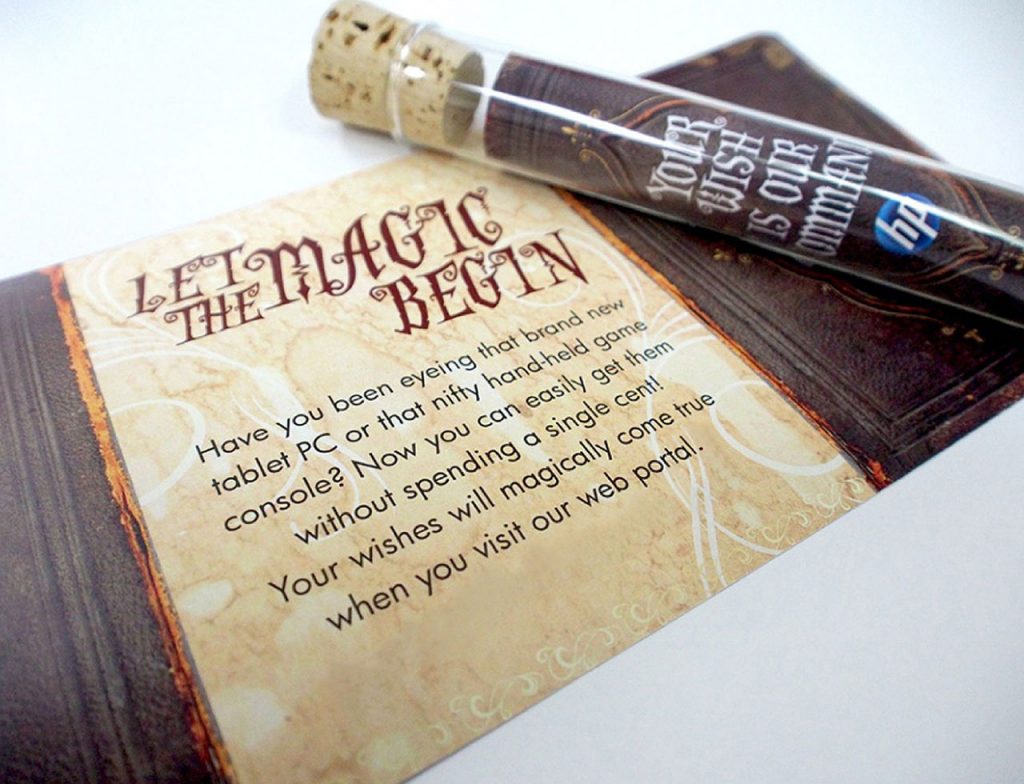 YOUR
WISH
IS OUR
OMMAND
hp
LET THE MAGIC BEGIN
Have you been eyeing that brand new
tablet PC or that nifty hand-held game
console? Now you can easily get them
without spending a single cent!
Your wishes will magically come true
when you visit our web portal.